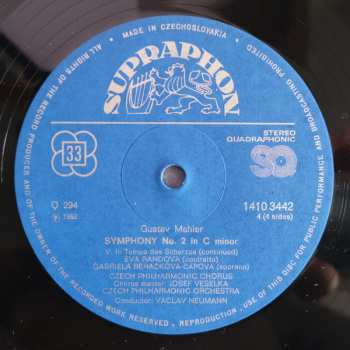 MADE IN CZECHOSLOVAKIA
ALL RIGHTS OF THE RECORD PRODUCER AND OF THE OWNER OF THE RECORDED WORK RESERVED. REPRODUCTION, USE OF THIS DISC FOR PUBLIC PERFORMANCE AND BROADCASTING PROHIBITED
SUPRAPHON
33
STEREO
QUADRAPHONIC
SQ
Q 294
℗ 1982
1410 3442
4 (4 sides)
Gustav Mahler
SYMPHONY No. 2 in C minor
V. In Tempo des Scherzos (continued)
EVA RANDOVÁ (contralto)
GABRIELA BEŇAČKOVÁ-ČÁPOVÁ (soprano)
CZECH PHILHARMONIC CHORUS
Chorus master: JOSEF VESELKA
CZECH PHILHARMONIC ORCHESTRA
Conductor: VÁCLAV NEUMANN